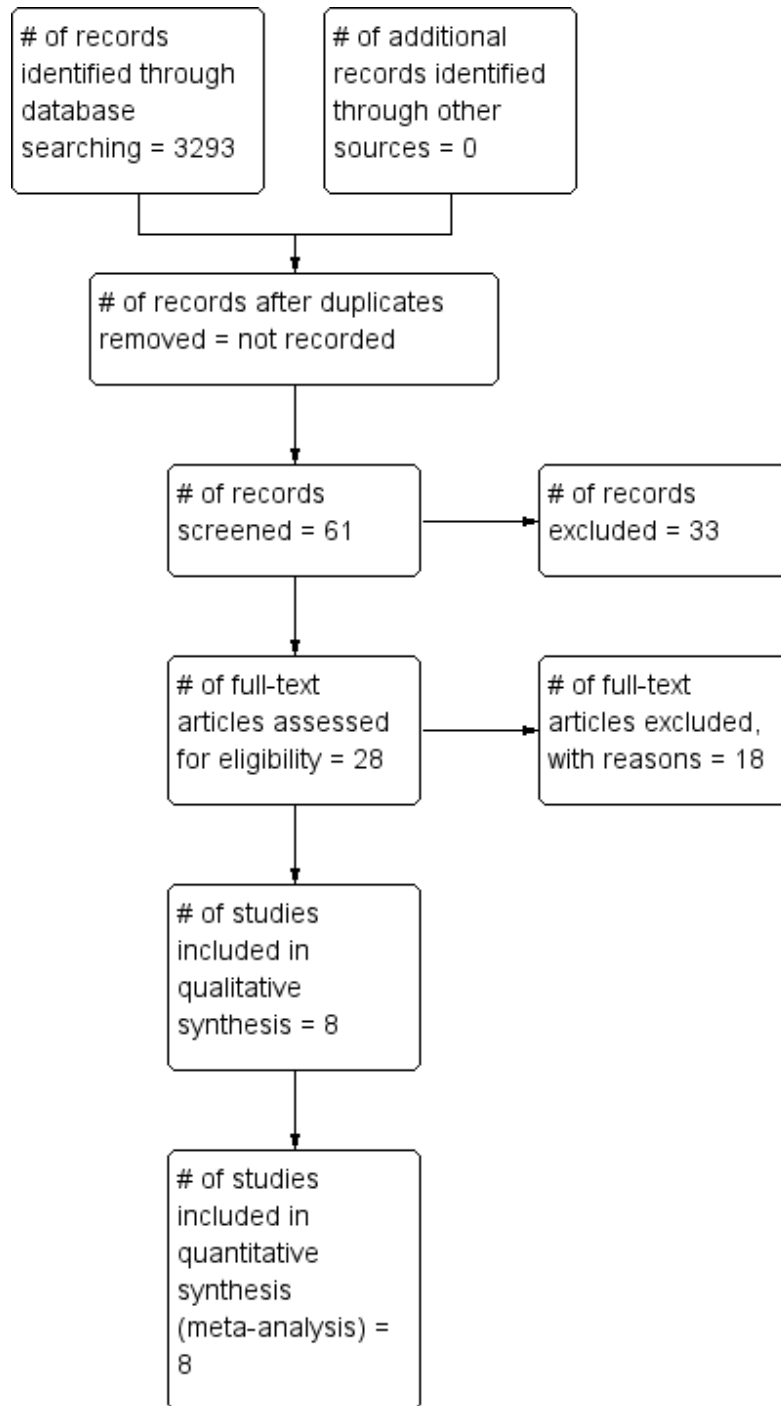 # of records
identified through
database
searching = 3293
# of additional
records identified
through other
sources = 0
# of records after duplicates
removed = not recorded
# of records
screened = 61
# of records
excluded = 33
# of full-text
articles assessed
for eligibility = 28
# of full-text
articles excluded,
with reasons = 18
# of studies
included in
qualitative
synthesis = 8
# of studies
included in
quantitative
synthesis
(meta-analysis) =
8